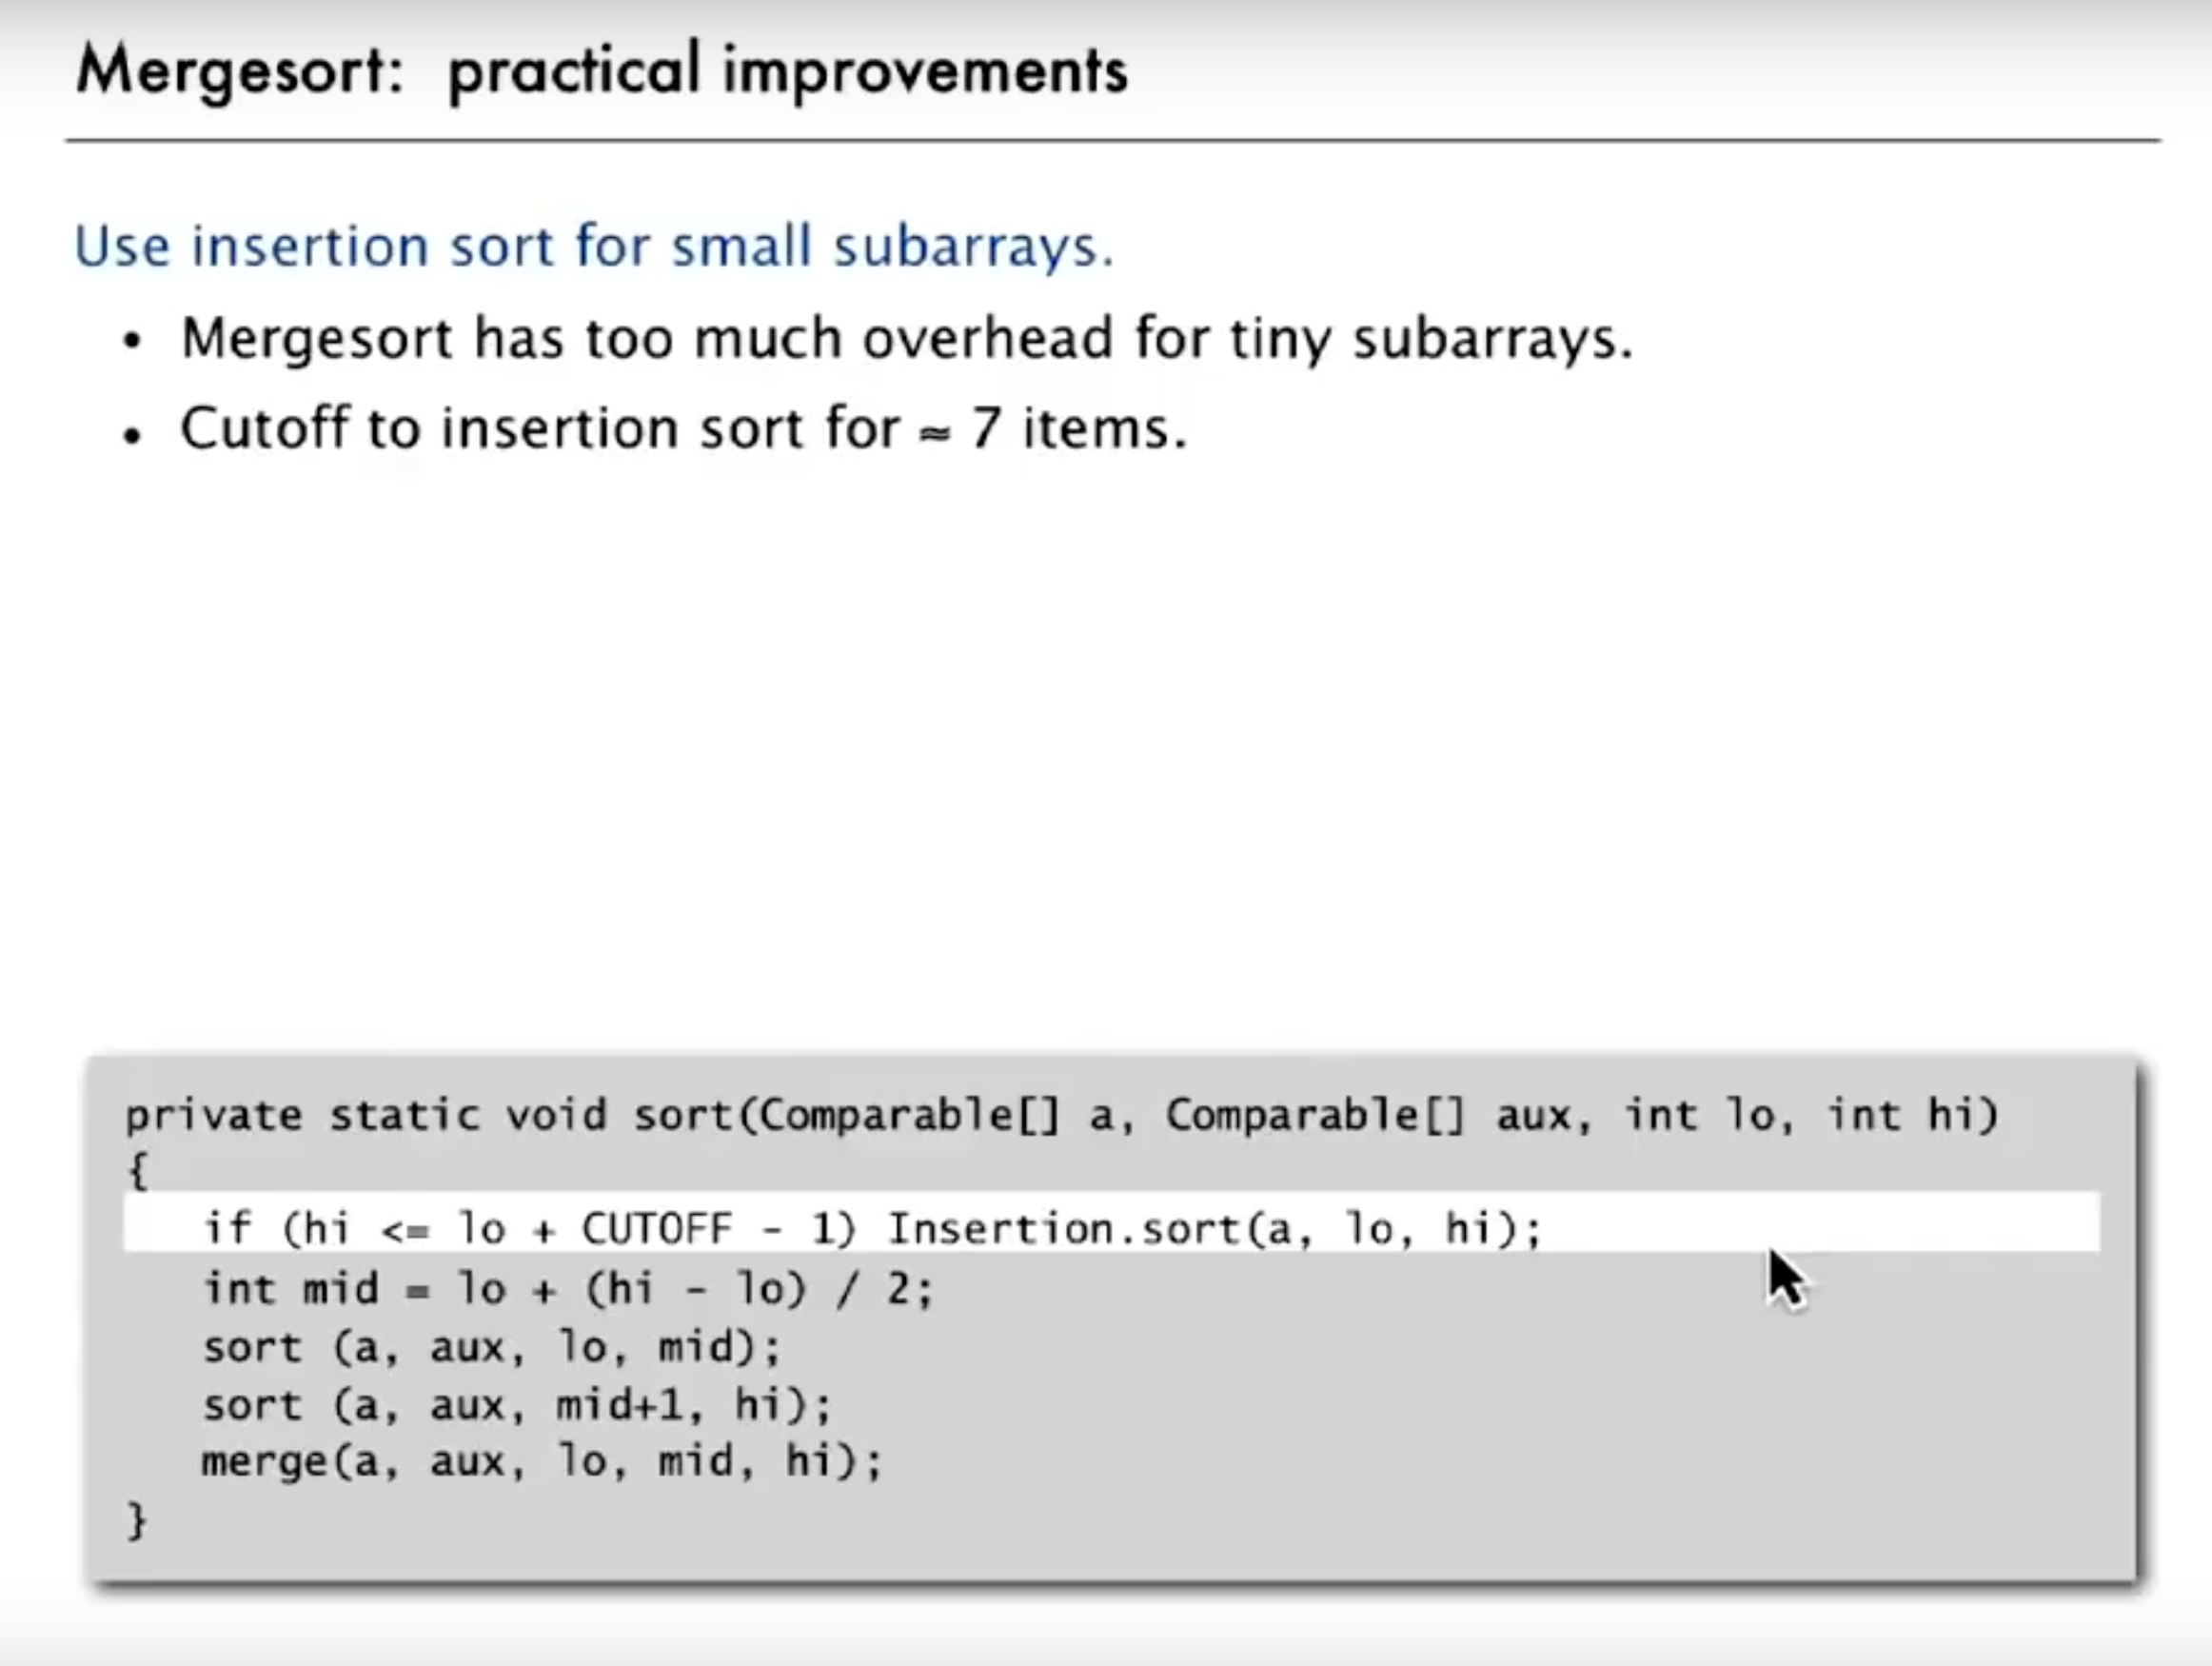 Mergesort: practical improvements
Use insertion sort for small subarrays.
• Mergesort has too much overhead for tiny subarrays.
• Cutoff to insertion sort for ≈ 7 items.
private static void sort(Comparable[] a, Comparable[] aux, int lo, int hi)
{
   if (hi <= lo + CUTOFF - 1) Insertion.sort(a, lo, hi);
   int mid = lo + (hi - lo) / 2;
   sort (a, aux, lo, mid);
   sort (a, aux, mid+1, hi);
   merge(a, aux, lo, mid, hi);
}